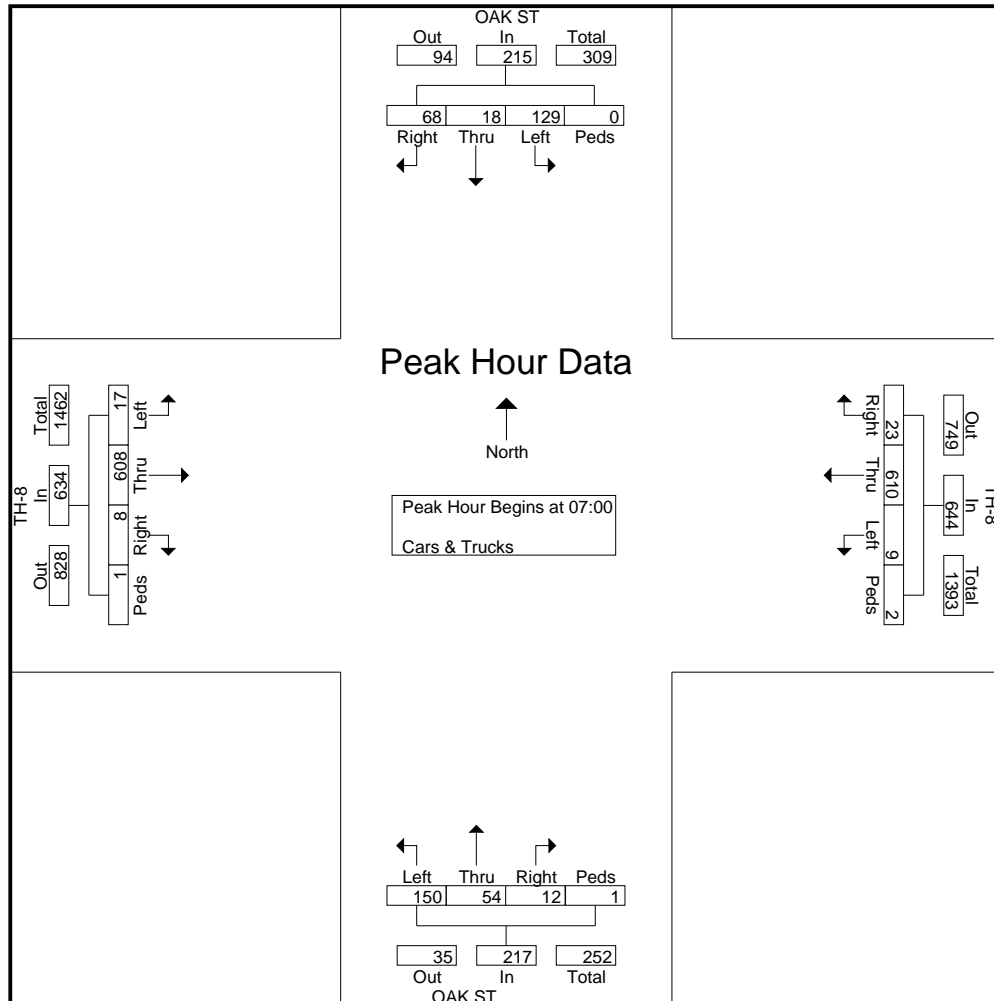 OAK ST
Out In Total
94 215 309
68 18 129 0
Right Thru Left Peds
Peak Hour Data
North
Peak Hour Begins at 07:00
Cars & Trucks
TH-8
Out In Total
828 634 1462
Left Thru Right Peds
17 608 8 1
TH-8
Out In Total
749 644 1393
23 610 9 2
Right Thru Left Peds
Left Thru Right Peds
150 54 12 1
35 217 252
Out In Total
OAK ST